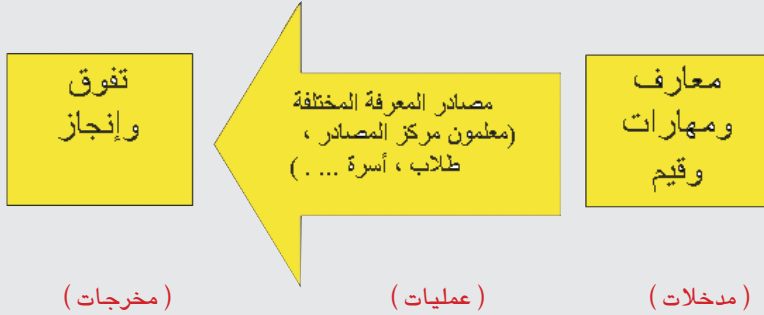 معارف
ومهارات
وقيم
مصادر المعرفة المختلفة
(معلمون مركز المصادر ،
طلاب ، أسرة ... . )
تفوق
وإنجاز
( مدخلات )
( عمليات )
( مخرجات )